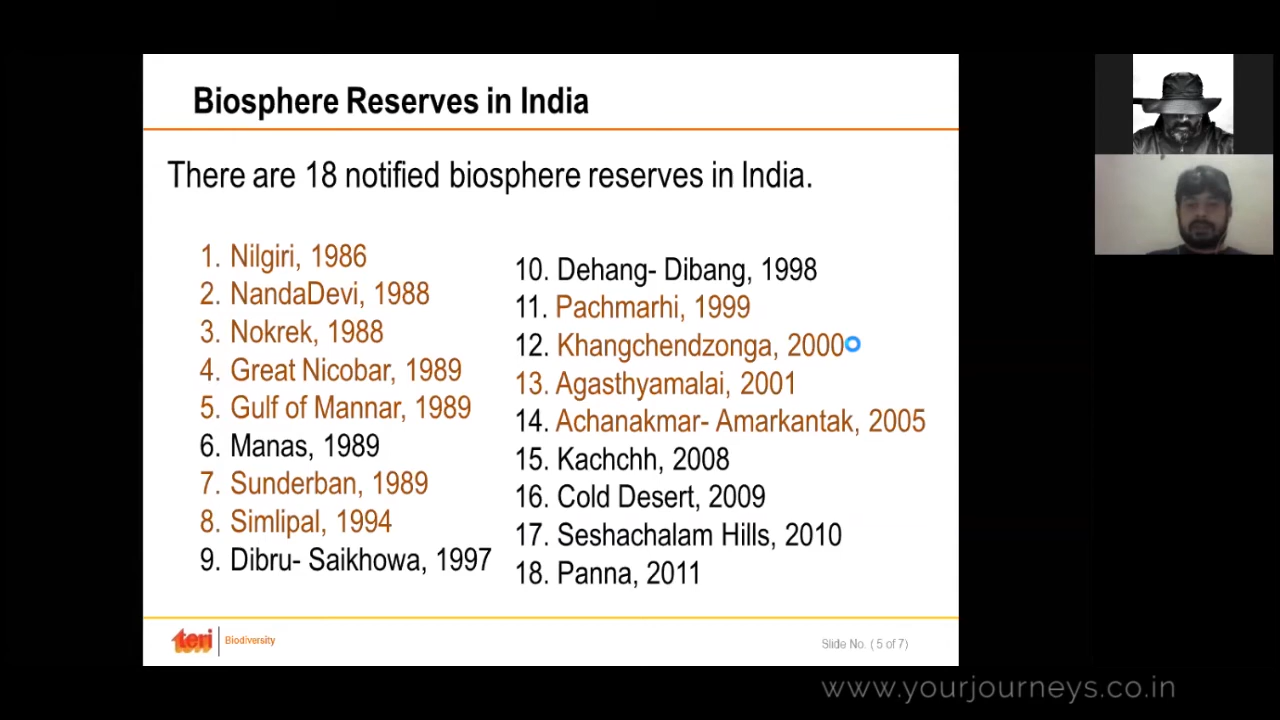 Biosphere Reserves in India
There are 18 notified biosphere reserves in India.
1. Nilgiri, 1986
2. NandaDevi, 1988
3. Nokrek, 1988
4. Great Nicobar, 1989
5. Gulf of Mannar, 1989
6. Manas, 1989
7. Sunderban, 1989
8. Simlipal, 1994
9. Dibru- Saikhowa, 1997
10. Dehang- Dibang, 1998
11. Pachmarhi, 1999
12. Khangchendzonga, 2000
13. Agasthyamalai, 2001
14. Achanakmar- Amarkantak, 2005
15. Kachchh, 2008
16. Cold Desert, 2009
17. Seshachalam Hills, 2010
18. Panna, 2011
teri
Biodiversity
Slide No. ( 5 of 7)
www.yourjourneys.co.in